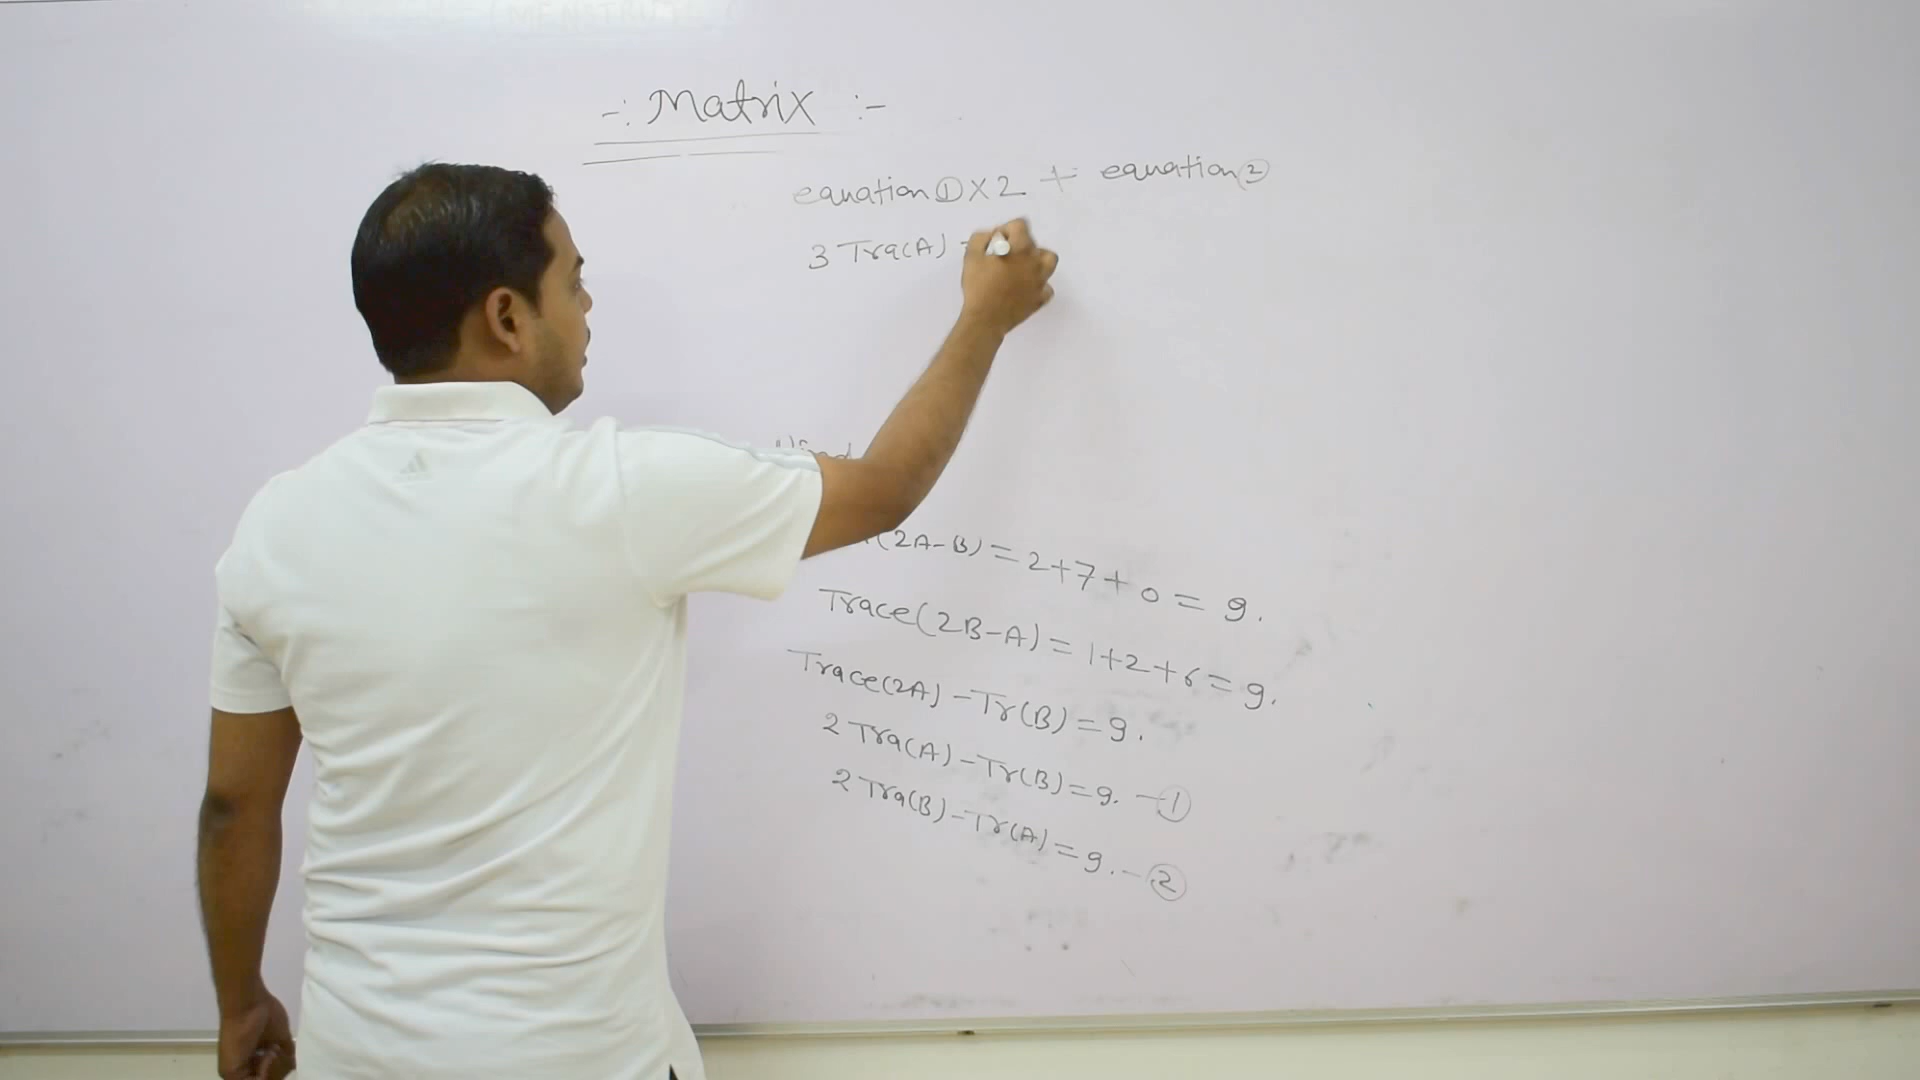 -: Matrix :-
equation ① X 2 + equation ②
3 Tra(A) =
(2A-B) = 2+7+0 = 9.
Trace(2B-A) = 1+2+6 = 9.
Trace(2A) - Tr(B) = 9.
2 Tra(A) - Tr(B) = 9. - ①
2 Tra(B) - Tr(A) = 9. - ②